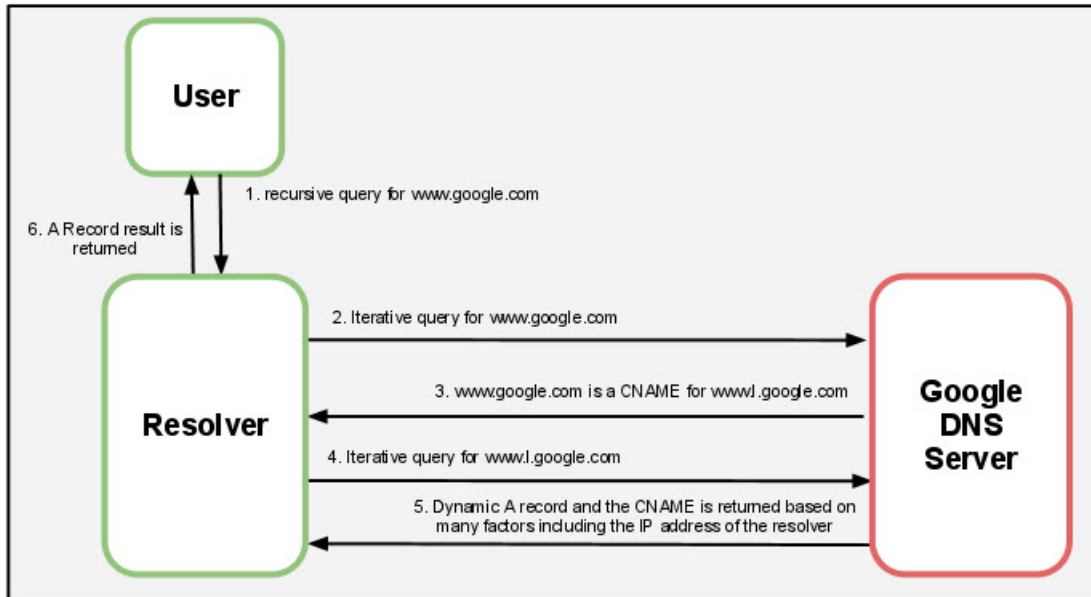 User
1. recursive query for www.google.com
6. A Record result is
returned
2. Iterative query for www.google.com
3. www.google.com is a CNAME for www.l.google.com
Resolver
Google
DNS
Server
4. Iterative query for www.l.google.com
5. Dynamic A record and the CNAME is returned based on
many factors including the IP address of the resolver